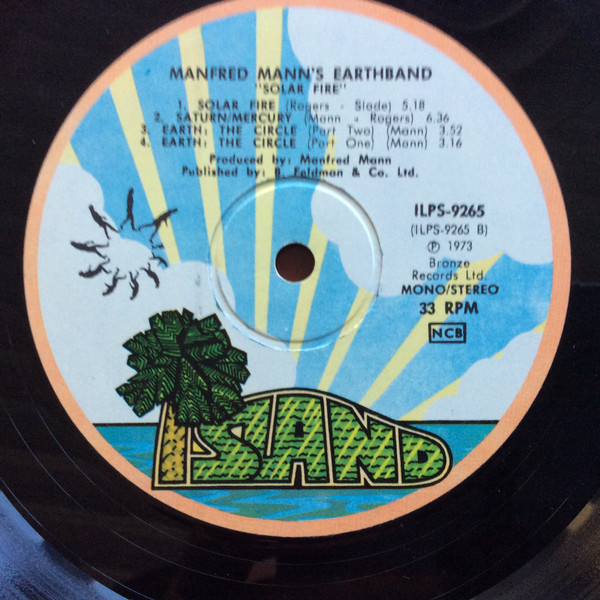 MANFRED MANN'S EARTHBAND
"SOLAR FIRE"
1. SOLAR FIRE (Rogers - Slade) 5.18
2. SATURN/MERCURY (Mann + Rogers) 6.36
3. EARTH: THE CIRCLE (Part Two) (Mann) 3.52
4. EARTH: THE CIRCLE (Part One) (Mann) 3.16
Produced by: Manfred Mann
Published by: B. Feldman & Co. Ltd.
ILPS-9265
(ILPS-9265 B)
Ⓟ 1973
Bronze
Records Ltd.
MONO/STEREO
33 RPM
NCB
ISLAND